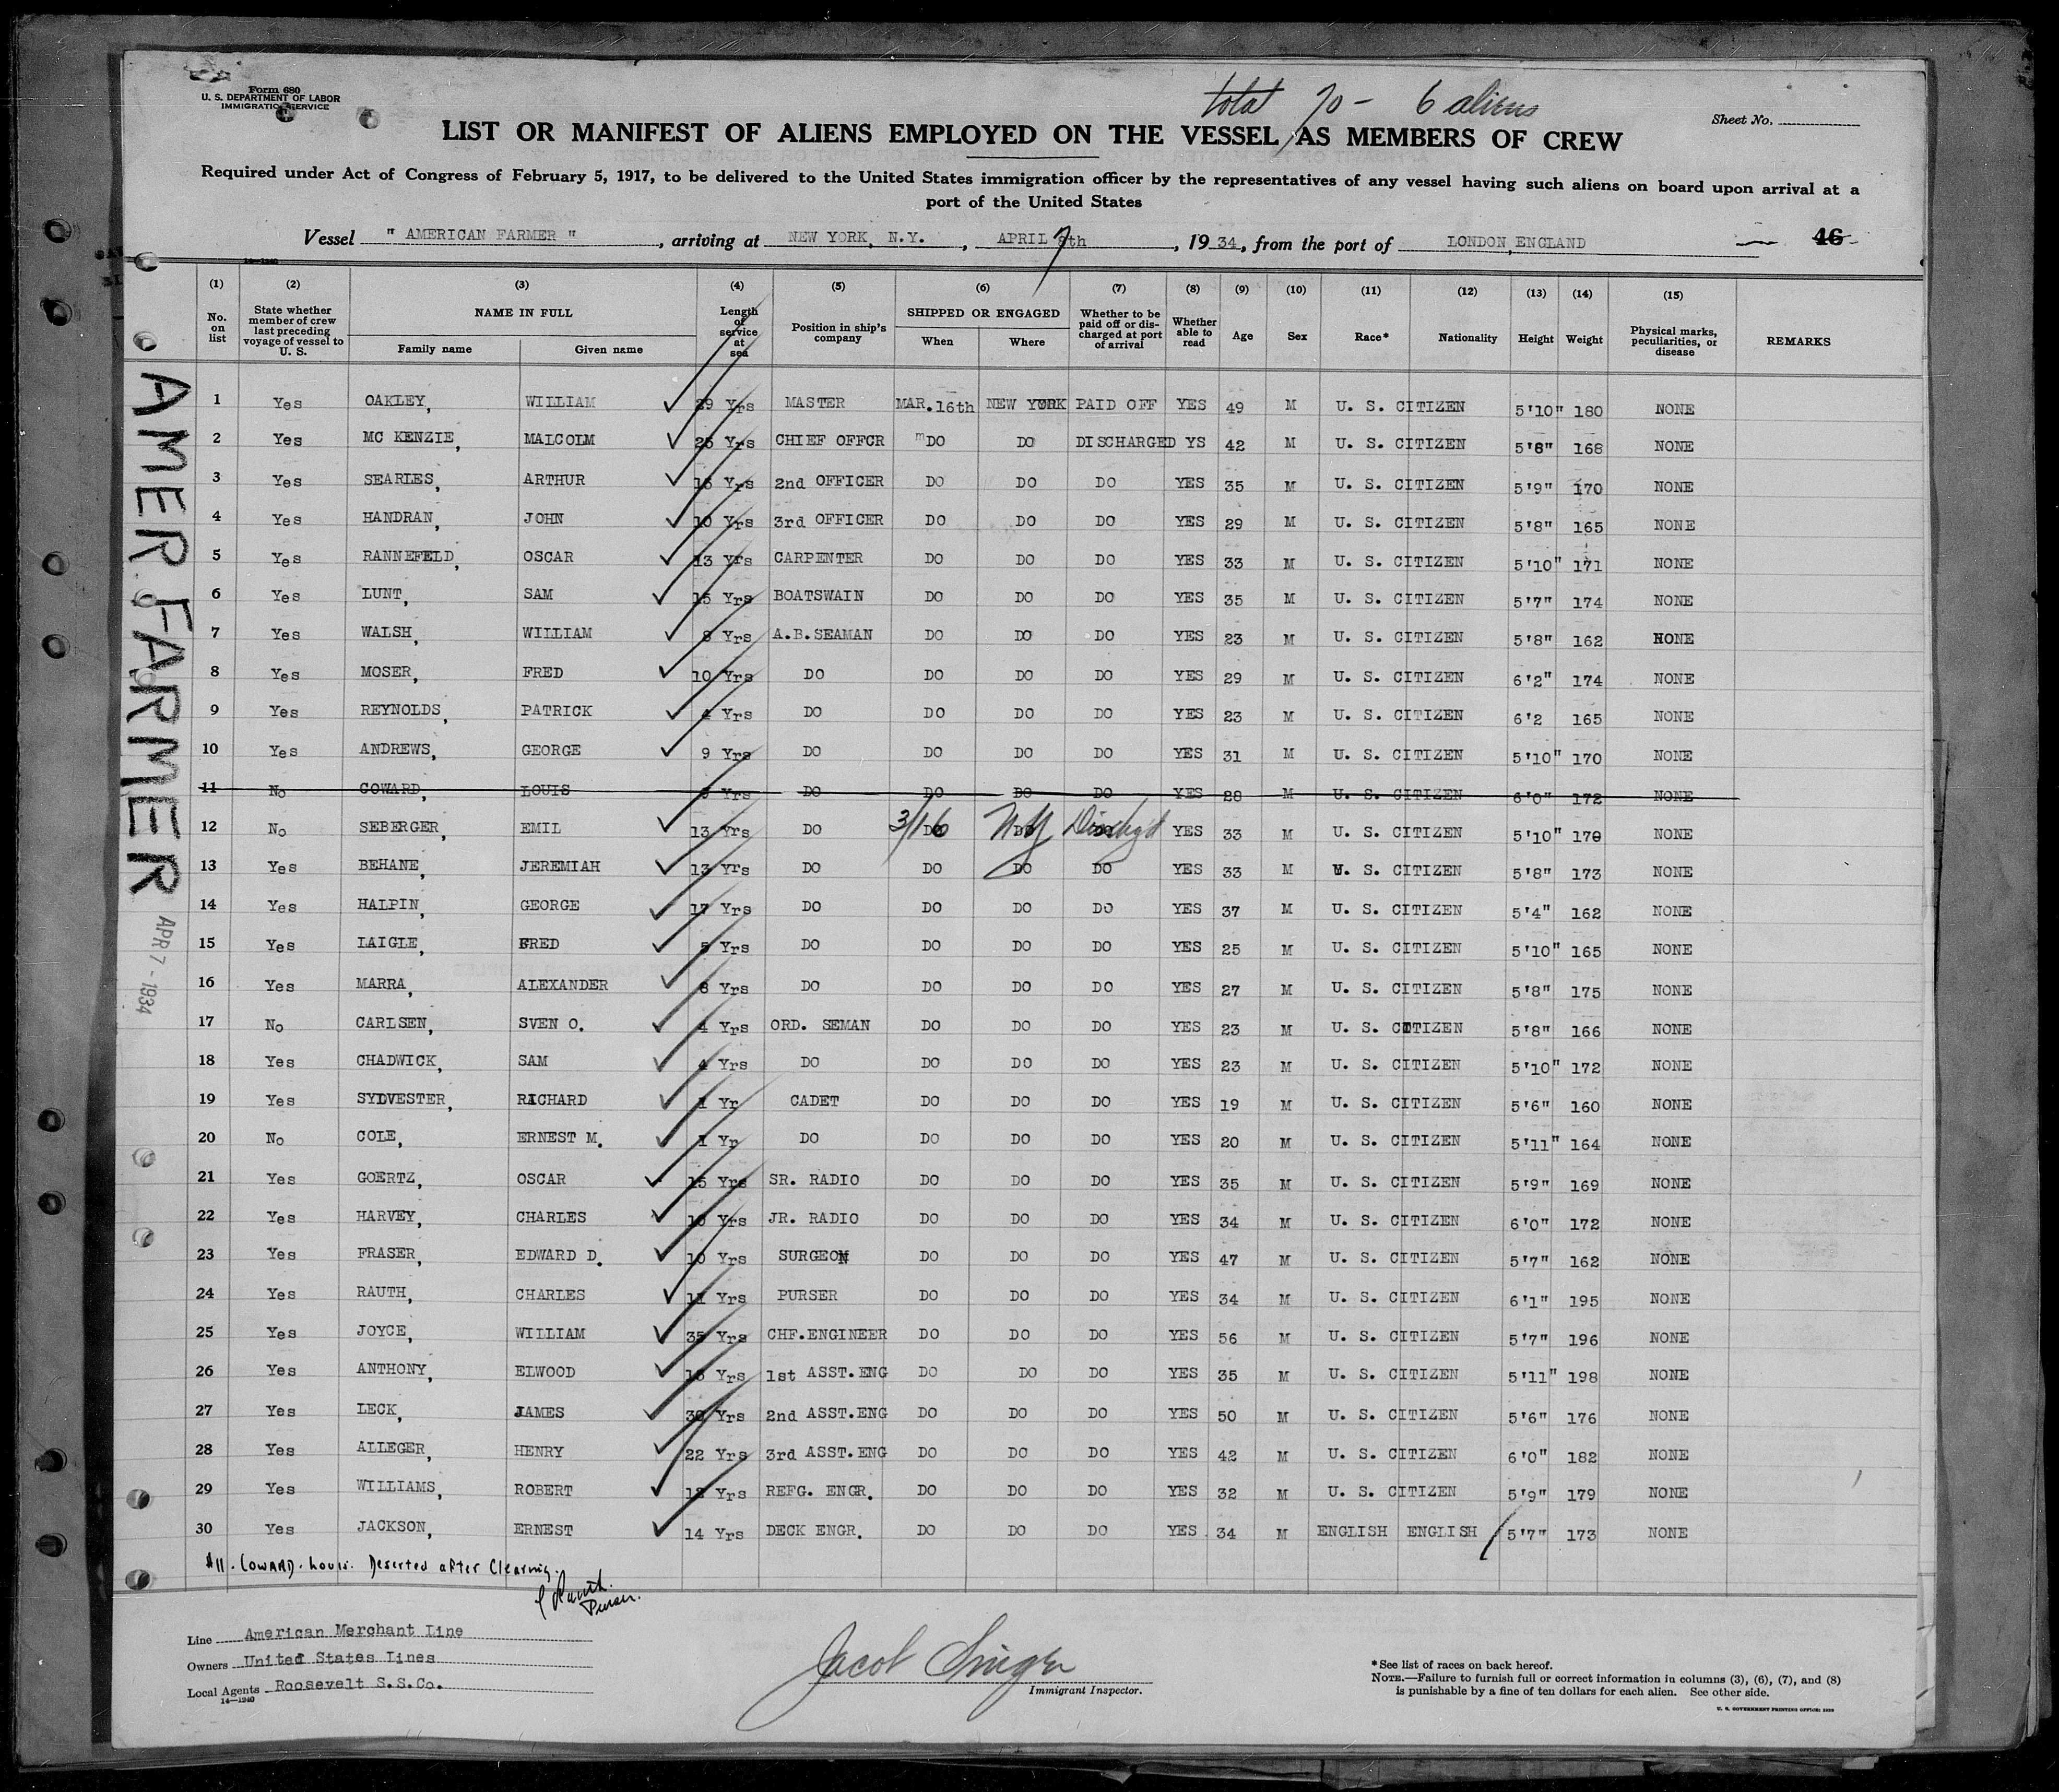 total 70 - 6 aliens
Form 680
U. S. DEPARTMENT OF LABOR
IMMIGRATION SERVICE
Sheet No.
LIST OR MANIFEST OF ALIENS EMPLOYED ON THE VESSEL AS MEMBERS OF CREW
Required under Act of Congress of February 5, 1917, to be delivered to the United States immigration officer by the representatives of any vessel having such aliens on board upon arrival at a
port of the United States
Vessel " AMERICAN FARMER " , arriving at NEW YORK, N.Y. , APRIL 7th , 1934, from the port of LONDON, ENGLAND 46
14-1240
(1) (2) (3) (4) (5) (6) (7) (8) (9) (10) (11) (12) (13) (14) (15)
No. on list State whether member of crew last preceding voyage of vessel to U. S. NAME IN FULL Family name Given name Length of service at sea Position in ship's company SHIPPED OR ENGAGED When Where Whether to be paid off or discharged at port of arrival Whether able to read Age Sex Race* Nationality Height Weight Physical marks, peculiarities, or disease REMARKS
1 Yes OAKLEY, WILLIAM 29 Yrs MASTER MAR.16th NEW YORK PAID OFF YES 49 M U. S. CITIZEN 5'10" 180 NONE
2 Yes MC KENZIE, MALCOLM 26 Yrs CHIEF OFFCR mDO DO DISCHARGED YS 42 M U. S. CITIZEN 5'8" 168 NONE
3 Yes SEARLES, ARTHUR 16 Yrs 2nd OFFICER DO DO DO YES 35 M U. S. CITIZEN 5'9" 170 NONE
4 Yes HANDRAN, JOHN 10 Yrs 3rd OFFICER DO DO DO YES 29 M U. S. CITIZEN 5'8" 165 NONE
5 Yes RANNEFELD, OSCAR 13 Yrs CARPENTER DO DO DO YES 33 M U. S. CITIZEN 5'10" 171 NONE
6 Yes LUNT, SAM 15 Yrs BOATSWAIN DO DO DO YES 35 M U. S. CITIZEN 5'7" 174 NONE
7 Yes WALSH, WILLIAM 8 Yrs A.B.SEAMAN DO DO DO YES 23 M U. S. CITIZEN 5'8" 162 NONE
8 Yes MOSER, FRED 10 Yrs DO DO DO DO YES 29 M U. S. CITIZEN 6'2" 174 NONE
9 Yes REYNOLDS, PATRICK 4 Yrs DO DO DO DO YES 23 M U. S. CITIZEN 6'2 165 NONE
10 Yes ANDREWS, GEORGE 9 Yrs DO DO DO DO YES 31 M U. S. CITIZEN 5'10" 170 NONE
11 No COWARD, LOUIS Yrs DO DO DO DO YES 28 M U. S. CITIZEN 6'0" 172 NONE
12 No SEBERGER, EMIL 13 Yrs DO 3/16 NY Dischgd YES 33 M U. S. CITIZEN 5'10" 170 NONE
13 Yes BEHANE, JEREMIAH 13 Yrs DO DO DO DO YES 33 M U. S. CITIZEN 5'8" 173 NONE
14 Yes HALPIN, GEORGE 17 Yrs DO DO DO DO YES 37 M U. S. CITIZEN 5'4" 162 NONE
15 Yes LAIGLE, FRED 5 Yrs DO DO DO DO YES 25 M U. S. CITIZEN 5'10" 165 NONE
16 Yes MARRA, ALEXANDER 8 Yrs DO DO DO DO YES 27 M U. S. CITIZEN 5'8" 175 NONE
17 No CARLSEN, SVEN O. 4 Yrs ORD. SEMAN DO DO DO YES 23 M U. S. CITIZEN 5'8" 166 NONE
18 Yes CHADWICK, SAM 4 Yrs DO DO DO DO YES 23 M U. S. CITIZEN 5'10" 172 NONE
19 Yes SYLVESTER, RICHARD 1 Yr CADET DO DO DO YES 19 M U. S. CITIZEN 5'6" 160 NONE
20 No COLE, ERNEST M. 1 Yr DO DO DO DO YES 20 M U. S. CITIZEN 5'11" 164 NONE
21 Yes GOERTZ, OSCAR 15 Yrs SR. RADIO DO DO DO YES 35 M U. S. CITIZEN 5'9" 169 NONE
22 Yes HARVEY, CHARLES 10 Yrs JR. RADIO DO DO DO YES 34 M U. S. CITIZEN 6'0" 172 NONE
23 Yes FRASER, EDWARD D. 10 Yrs SURGEON DO DO DO YES 47 M U. S. CITIZEN 5'7" 162 NONE
24 Yes RAUTH, CHARLES 11 Yrs PURSER DO DO DO YES 34 M U. S. CITIZEN 6'1" 195 NONE
25 Yes JOYCE, WILLIAM 35 Yrs CHF.ENGINEER DO DO DO YES 56 M U. S. CITIZEN 5'7" 196 NONE
26 Yes ANTHONY, ELWOOD 16 Yrs 1st ASST.ENG DO DO DO YES 35 M U. S. CITIZEN 5'11" 198 NONE
27 Yes LECK, JAMES 30 Yrs 2nd ASST.ENG DO DO DO YES 50 M U. S. CITIZEN 5'6" 176 NONE
28 Yes ALLEGER, HENRY 22 Yrs 3rd ASST.ENG DO DO DO YES 42 M U. S. CITIZEN 6'0" 182 NONE
29 Yes WILLIAMS, ROBERT 12 Yrs REFG. ENGR. DO DO DO YES 32 M U. S. CITIZEN 5'9" 179 NONE
30 Yes JACKSON, ERNEST 14 Yrs DECK ENGR. DO DO DO YES 34 M ENGLISH ENGLISH 5'7" 173 NONE
#11. COWARD. Louis. Deserted after Clearing.
C Rauth.
Purser.
AMER FARMER
APR 7 - 1934
Line American Merchant Line
Owners United States Lines
Local Agents Roosevelt S.S.Co.
14-1240
Jacob Singer
Immigrant Inspector.
*See list of races on back hereof.
NOTE.—Failure to furnish full or correct information in columns (3), (6), (7), and (8)
is punishable by a fine of ten dollars for each alien. See other side.
U. S. GOVERNMENT PRINTING OFFICE: